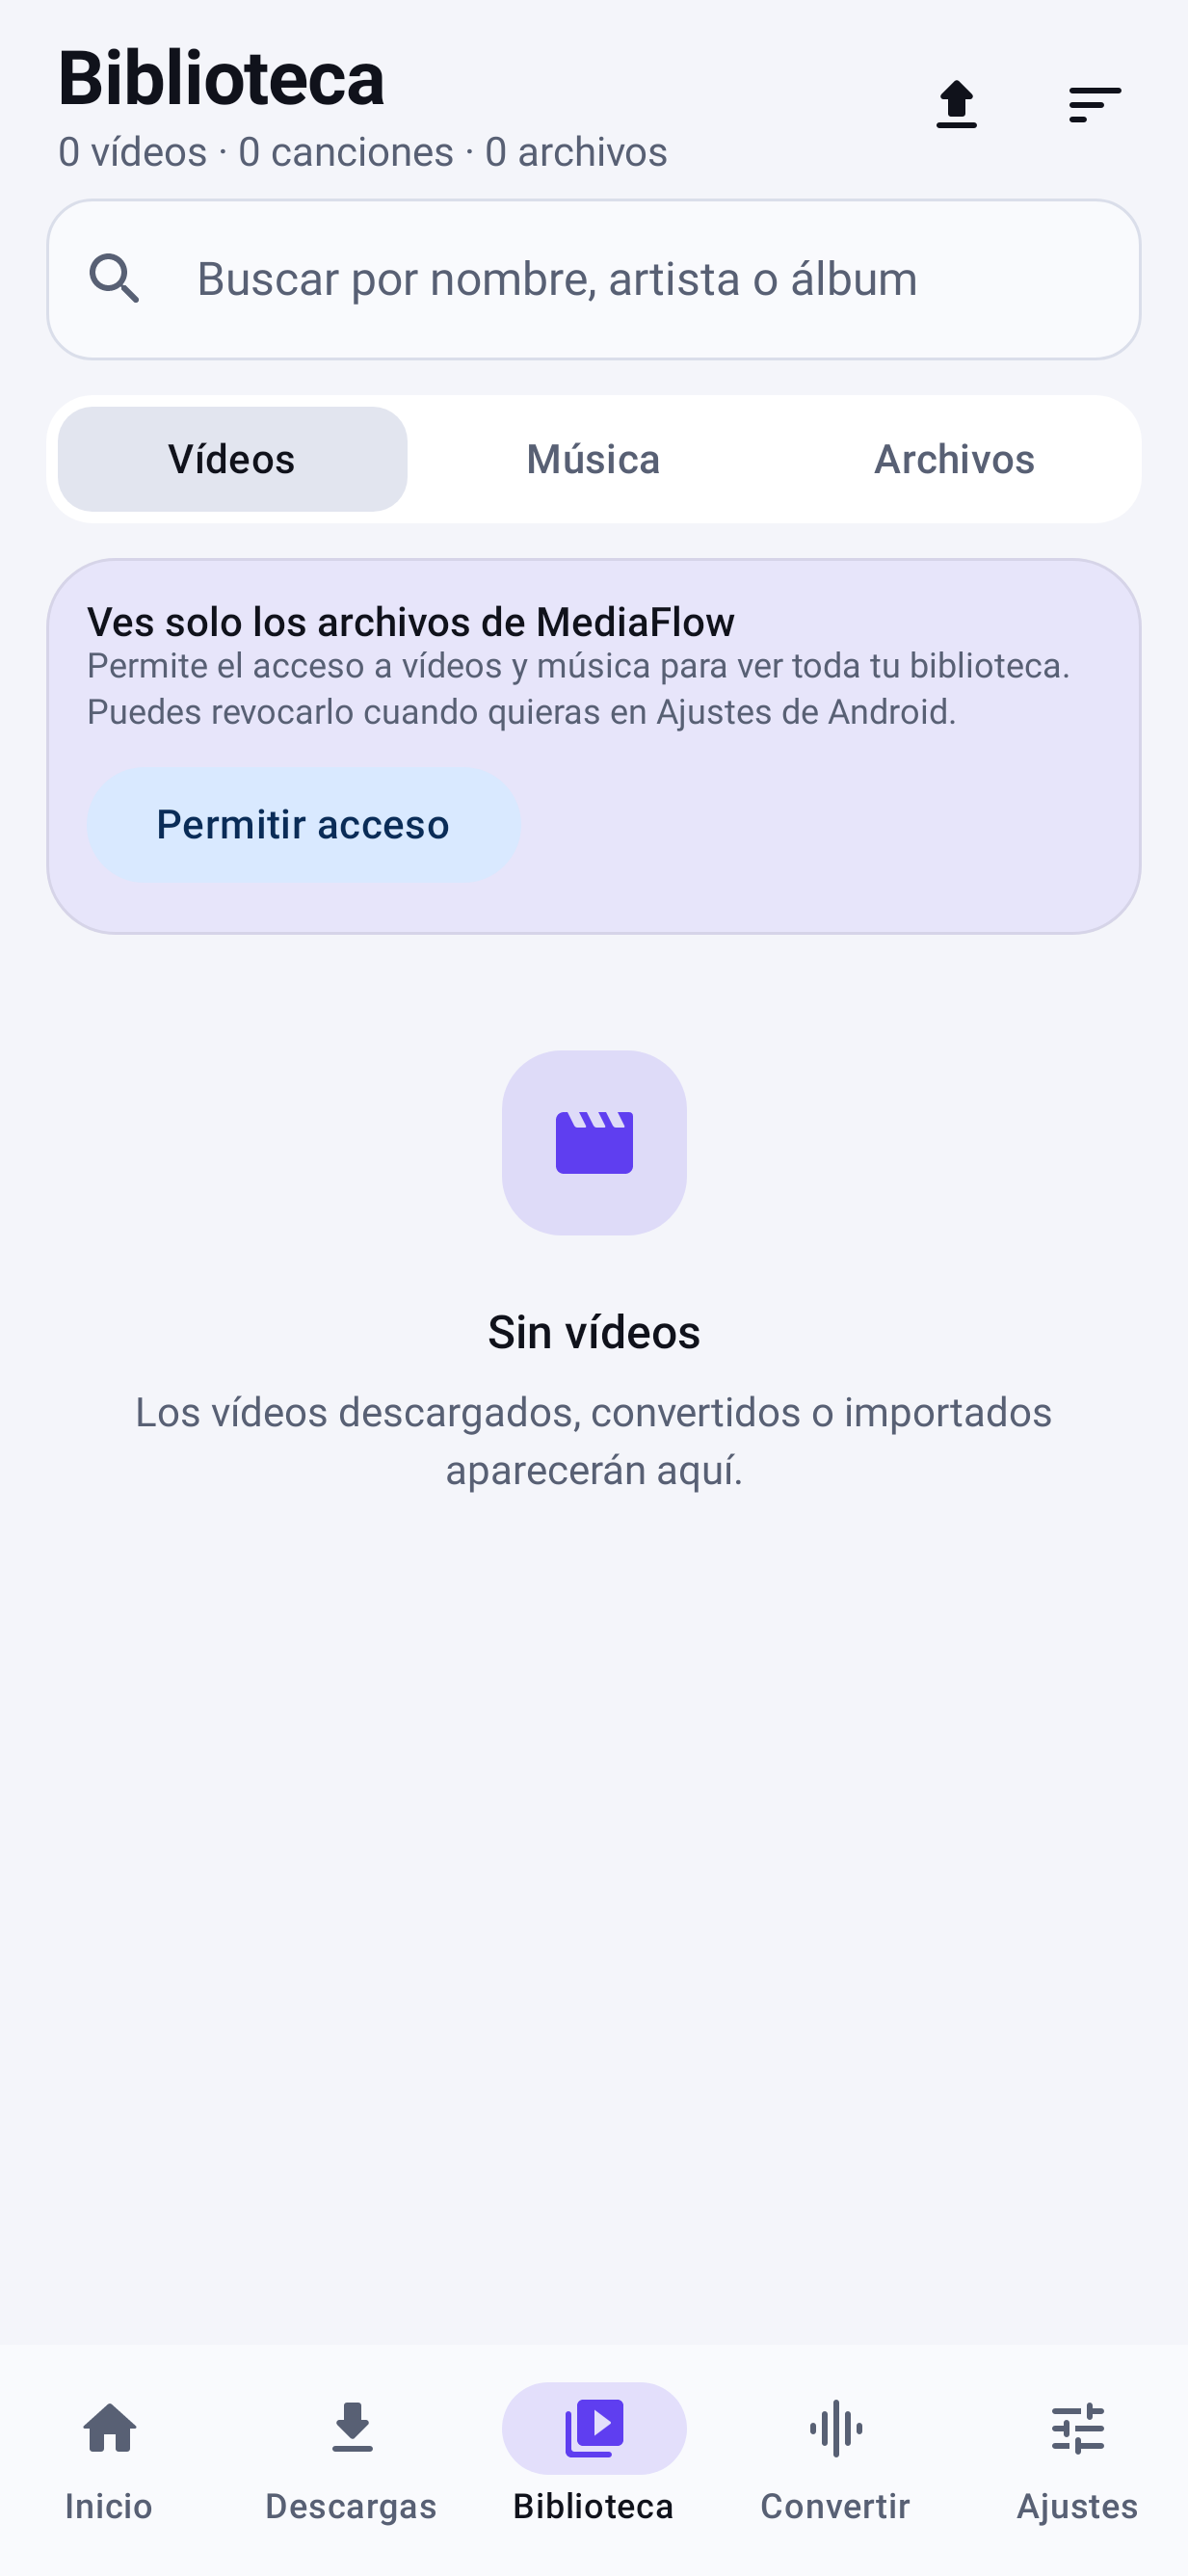 Biblioteca
0 vídeos · 0 canciones · 0 archivos
Buscar por nombre, artista o álbum
Vídeos
Música
Archivos
Ves solo los archivos de MediaFlow
Permite el acceso a vídeos y música para ver toda tu biblioteca.
Puedes revocarlo cuando quieras en Ajustes de Android.
Permitir acceso
Sin vídeos
Los vídeos descargados, convertidos o importados
aparecerán aquí.
Inicio
Descargas
Biblioteca
Convertir
Ajustes